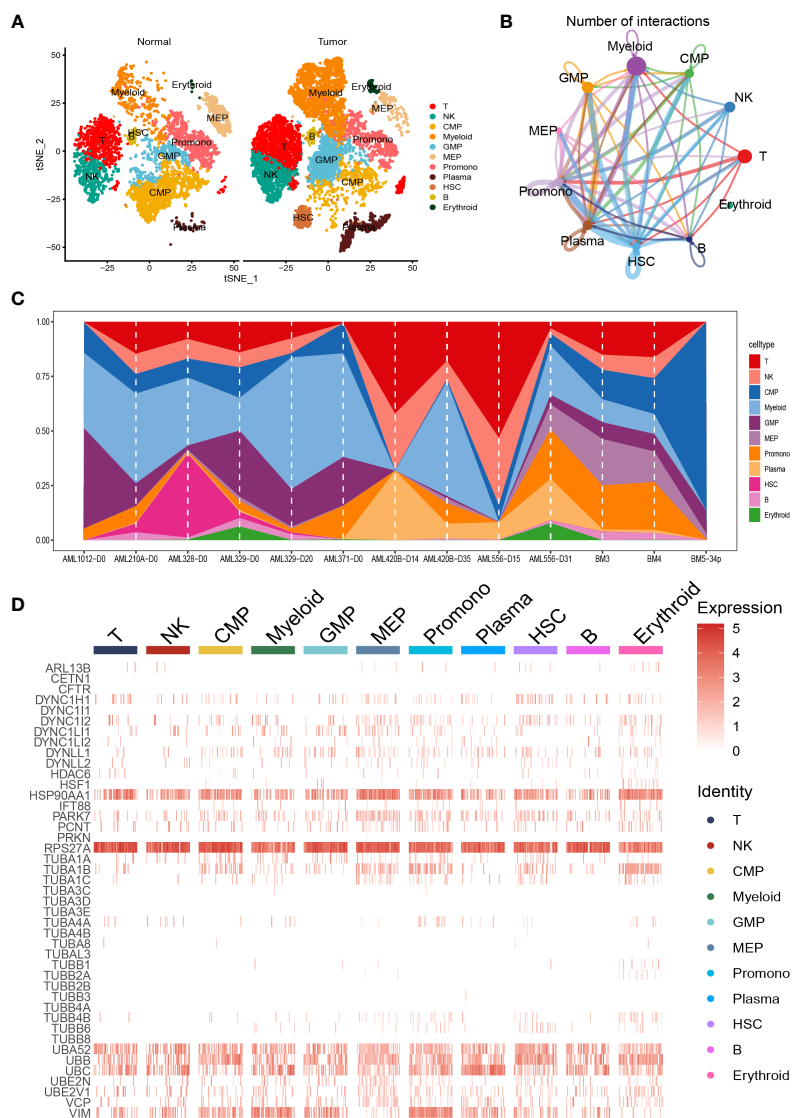 A
Normal
Tumor
50
25
0
−25
−50
tSNE_2
Myeloid
Erythroid
MEP
T
HSC
B
Promono
GMP
NK
CMP
Plasma
Myeloid
Erythroid
MEP
B
Promono
T
GMP
NK
CMP
HSC
Plasma
−25
0
25
50
−25
0
25
50
tSNE_1
T
NK
CMP
Myeloid
GMP
MEP
Promono
Plasma
HSC
B
Erythroid
B
Number of interactions
Myeloid
CMP
GMP
NK
MEP
T
Promono
Erythroid
Plasma
B
HSC
C
1.00
0.75
0.50
0.25
0.00
AML1012−D0
AML210A−D0
AML328−D0
AML329−D0
AML329−D20
AML371−D0
AML420B−D14
AML420B−D35
AML556−D15
AML556−D31
BM3
BM4
BM5−34p
celltype
T
NK
CMP
Myeloid
GMP
MEP
Promono
Plasma
HSC
B
Erythroid
D
T
NK
CMP
Myeloid
GMP
MEP
Promono
Plasma
HSC
B
Erythroid
ARL13B
CETN1
CFTR
DYNC1H1
DYNC1I1
DYNC1I2
DYNC1LI1
DYNC1LI2
DYNLL1
DYNLL2
HDAC6
HSF1
HSP90AA1
IFT88
PARK7
PCNT
PRKN
RPS27A
TUBA1A
TUBA1B
TUBA1C
TUBA3C
TUBA3D
TUBA3E
TUBA4A
TUBA4B
TUBA8
TUBAL3
TUBB1
TUBB2A
TUBB2B
TUBB3
TUBB4A
TUBB4B
TUBB6
TUBB8
UBA52
UBB
UBC
UBE2N
UBE2V1
VCP
VIM
Expression
5
4
3
2
1
0
Identity
T
NK
CMP
Myeloid
GMP
MEP
Promono
Plasma
HSC
B
Erythroid